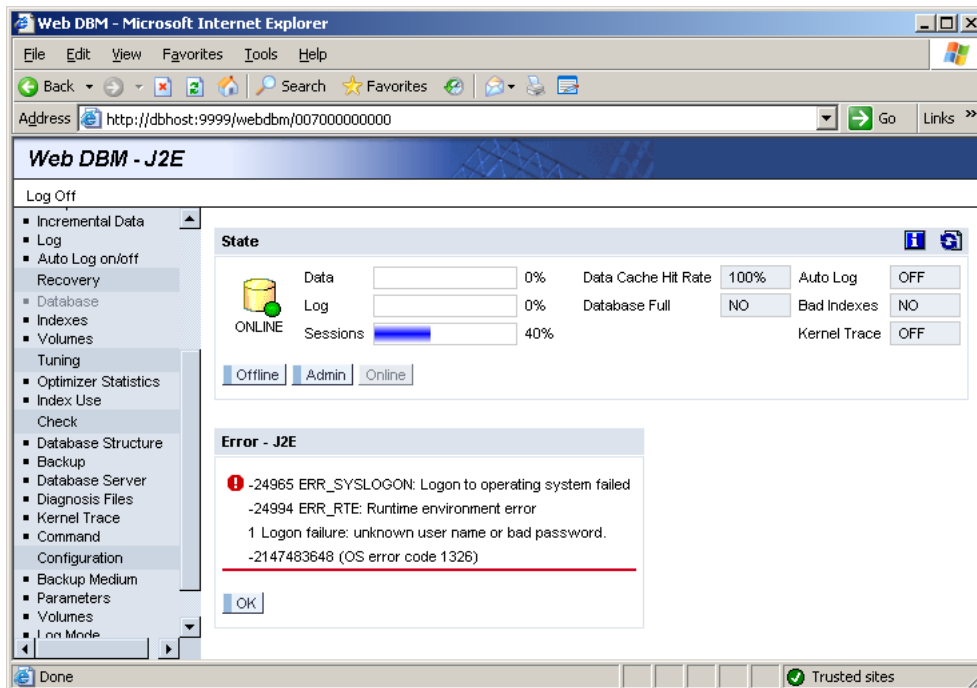 Web DBM - Microsoft Internet Explorer
File Edit View Favorites Tools Help
Back Search Favorites
Address http://dbhost:9999/webdbm/007000000000 Go Links »
Web DBM - J2E
Log Off
Incremental Data
Log
Auto Log on/off
Recovery
Database
Indexes
Volumes
Tuning
Optimizer Statistics
Index Use
Check
Database Structure
Backup
Database Server
Diagnosis Files
Kernel Trace
Command
Configuration
Backup Medium
Parameters
Volumes
Log Mode
State
ONLINE
Data 0% Data Cache Hit Rate 100% Auto Log OFF
Log 0% Database Full NO Bad Indexes NO
Sessions 40% Kernel Trace OFF
Offline Admin Online
Error - J2E
-24965 ERR_SYSLOGON: Logon to operating system failed
-24994 ERR_RTE: Runtime environment error
1 Logon failure: unknown user name or bad password.
-2147483648 (OS error code 1326)
OK
Done Trusted sites